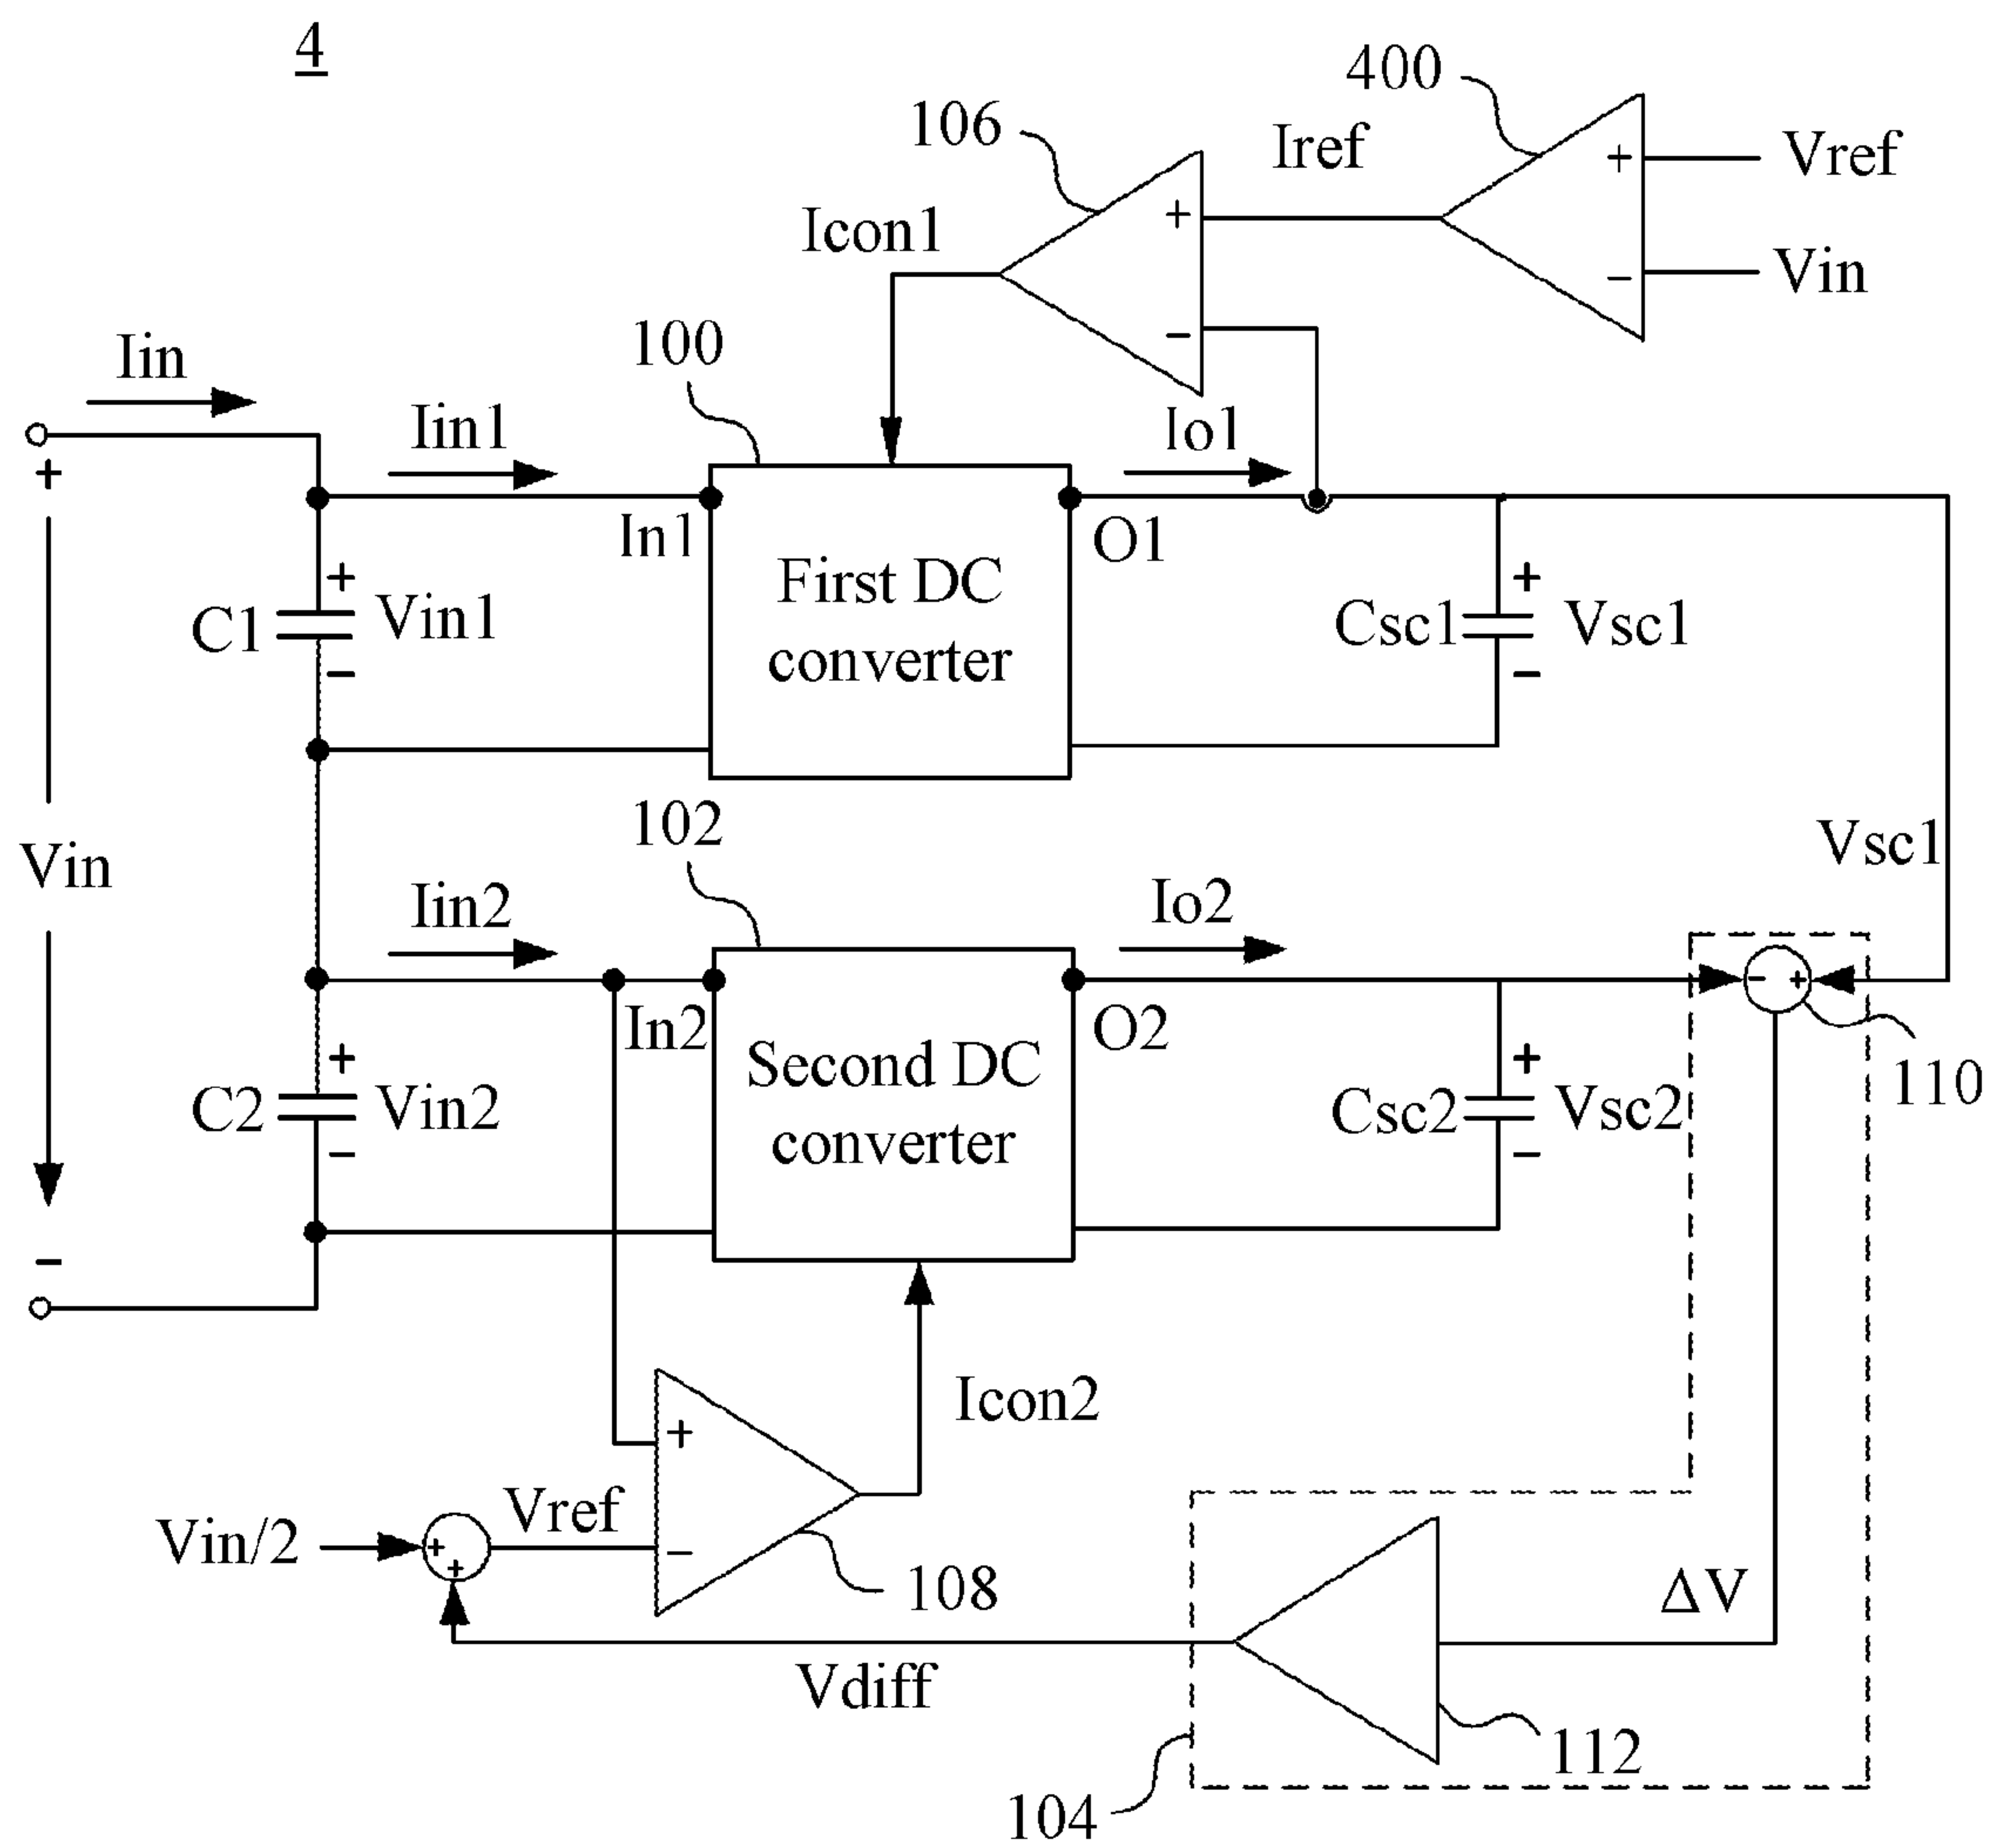 4
400
106
Iref
+
Vref
Icon1
+
−
Vin
100
−
Iin
Iin1
Io1
+
In1
O1
First DC
converter
+
C1
Vin1
−
+
Csc1
Vsc1
−
102
Vin
Vsc1
Iin2
Io2
−
+
In2
O2
110
Second DC
converter
+
C2
Vin2
−
+
Csc2
Vsc2
−
−
Icon2
+
Vref
−
Vin/2
+
+
108
ΔV
Vdiff
112
104